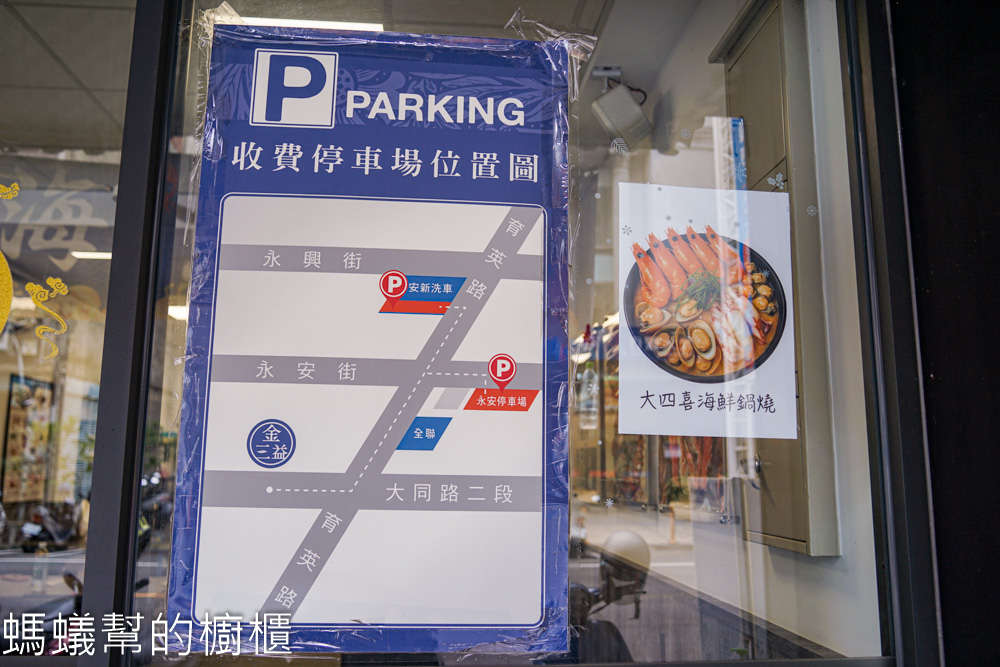 P PARKING
收費停車場位置圖
育英路
永興街
P 安新洗車
永安街
P
永安停車場
全聯
金三益
大同路二段
育英路
大四喜海鮮鍋燒
海
螞蟻幫的櫥櫃